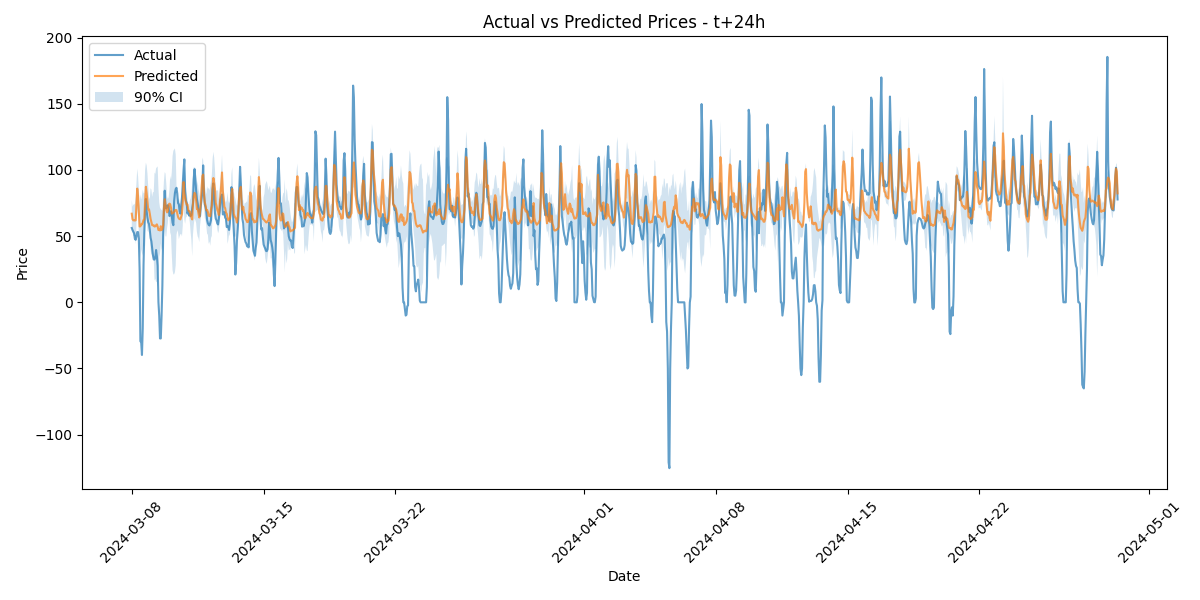 Actual vs Predicted Prices - t+24h
Actual
Predicted
90% CI
Price
200
150
100
50
0
−50
−100
2024-03-08
2024-03-15
2024-03-22
2024-04-01
2024-04-08
2024-04-15
2024-04-22
2024-05-01
Date